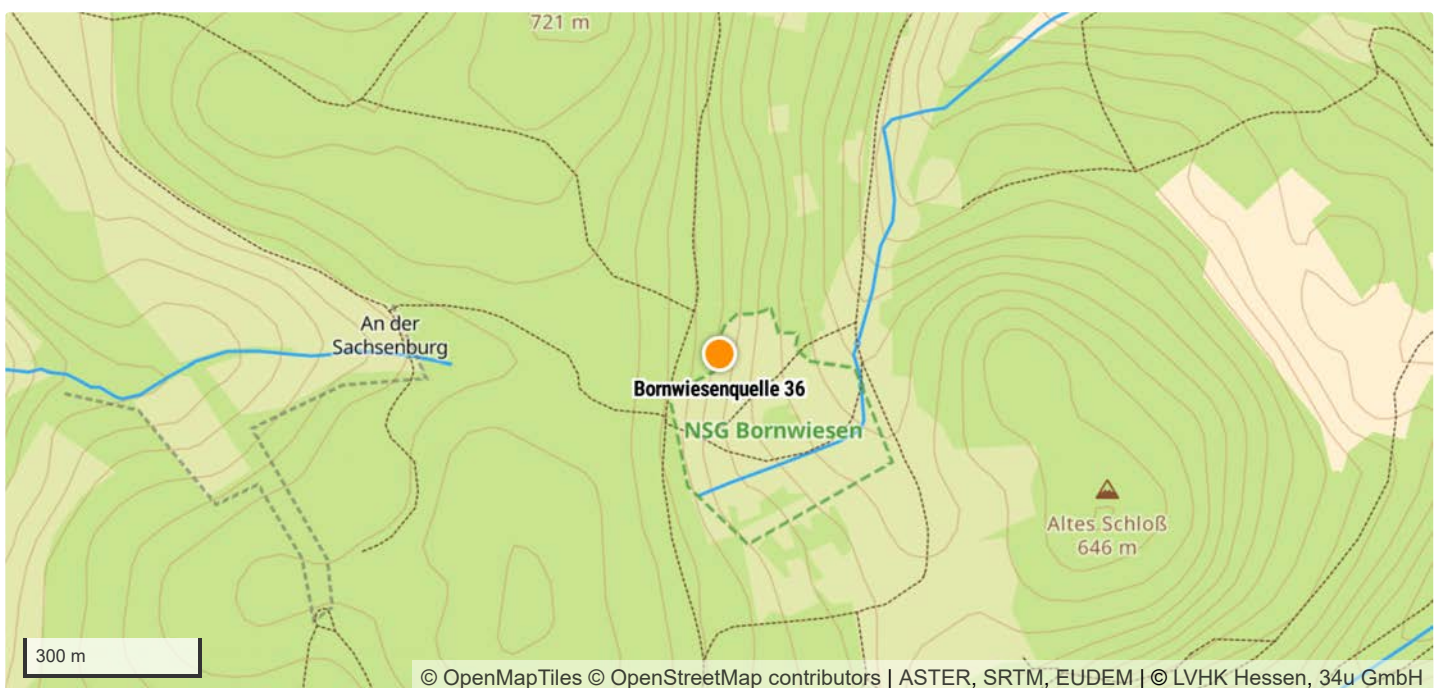 721 m
An der
Sachsenburg
Bornwiesenquelle 36
NSG Bornwiesen
Altes Schloß
646 m
300 m
© OpenMapTiles © OpenStreetMap contributors | ASTER, SRTM, EUDEM | © LVHK Hessen, 34u GmbH